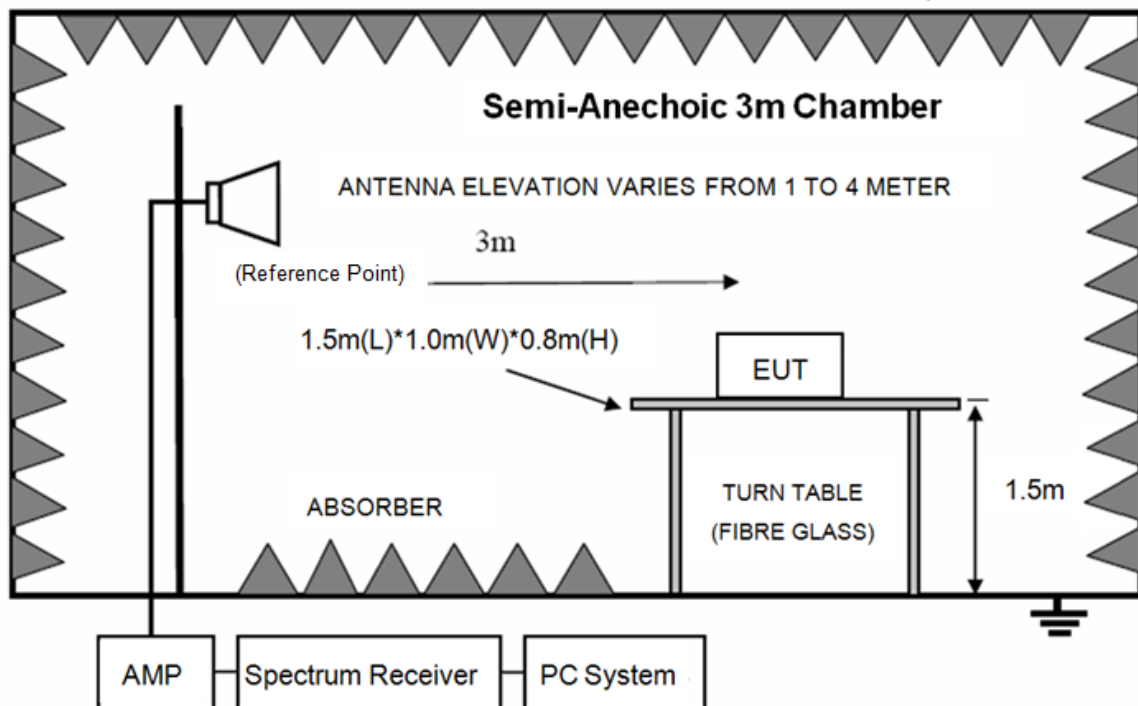 Semi-Anechoic 3m Chamber
ANTENNA ELEVATION VARIES FROM 1 TO 4 METER
3m
(Reference Point)
1.5m(L)*1.0m(W)*0.8m(H)
EUT
ABSORBER
TURN TABLE
(FIBRE GLASS)
1.5m
AMP
Spectrum Receiver
PC System